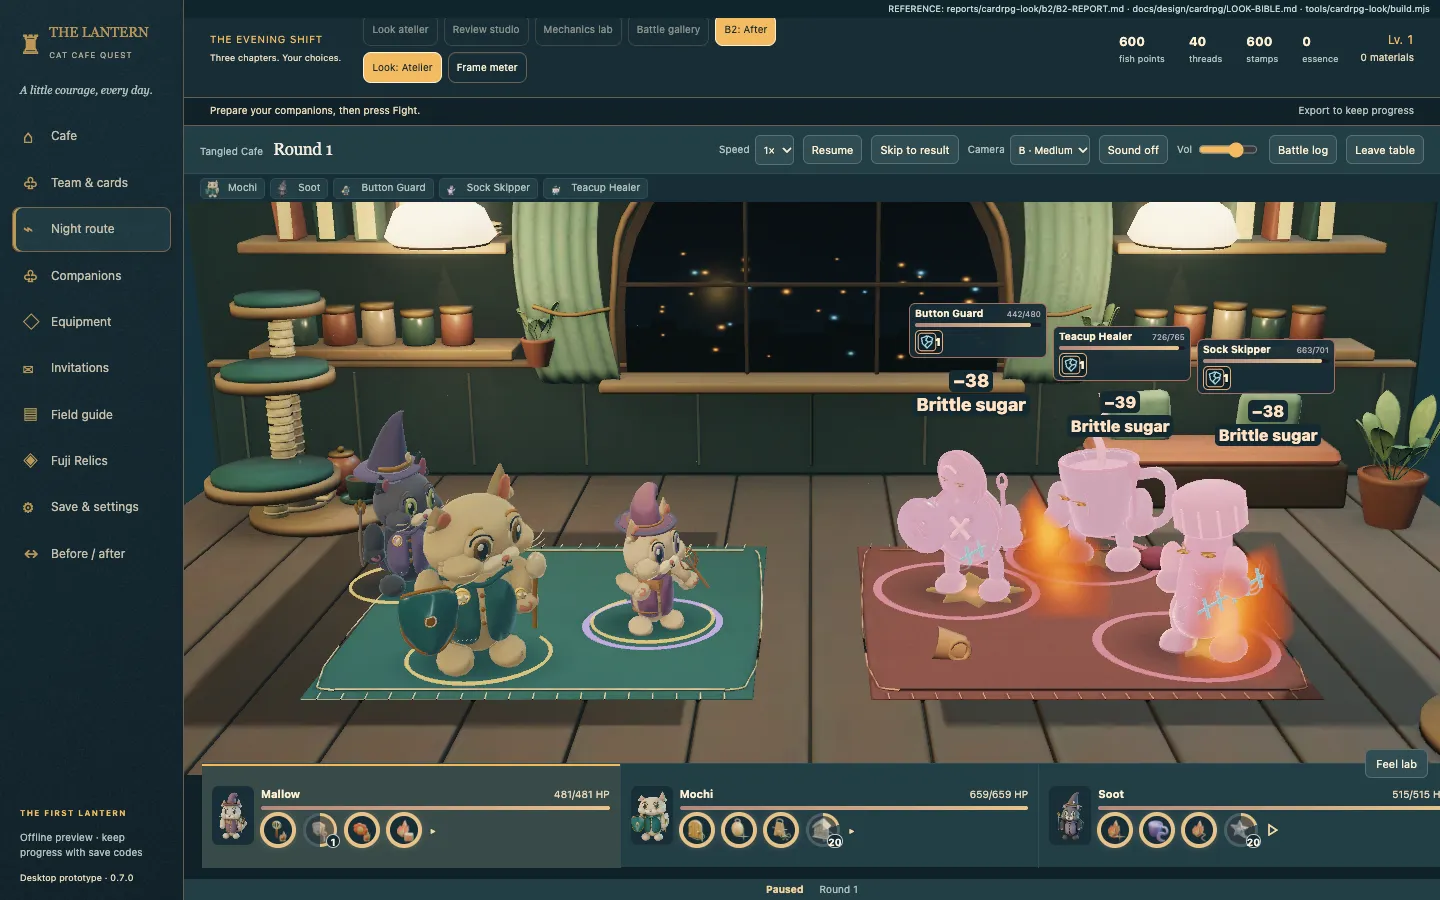 REFERENCE: reports/cardrpg-look/b2/B2-REPORT.md · docs/design/cardrpg/LOOK-BIBLE.md · tools/cardrpg-look/build.mjs
THE LANTERN
CAT CAFE QUEST
A little courage, every day.
Cafe
Team & cards
Night route
Companions
Equipment
Invitations
Field guide
Fuji Relics
Save & settings
Before / after
THE FIRST LANTERN
Offline preview · keep
progress with save codes
Desktop prototype · 0.7.0
THE EVENING SHIFT
Three chapters. Your choices.
Look atelier
Review studio
Mechanics lab
Battle gallery
B2: After
Look: Atelier
Frame meter
600 fish points
40 threads
600 stamps
0 essence
Lv. 1
0 materials
Prepare your companions, then press Fight.
Export to keep progress
Tangled Cafe Round 1
Speed 1x Resume Skip to result Camera B · Medium Sound off Vol Battle log Leave table
Mochi Soot Button Guard Sock Skipper Teacup Healer
Button Guard 442/480
1
Teacup Healer 726/765
1
Sock Skipper 663/701
1
−38
Brittle sugar
−39
Brittle sugar
−38
Brittle sugar
Feel lab
Mallow 481/481 HP
1
Mochi 659/659 HP
20
Soot 515/515 H
20
Paused Round 1